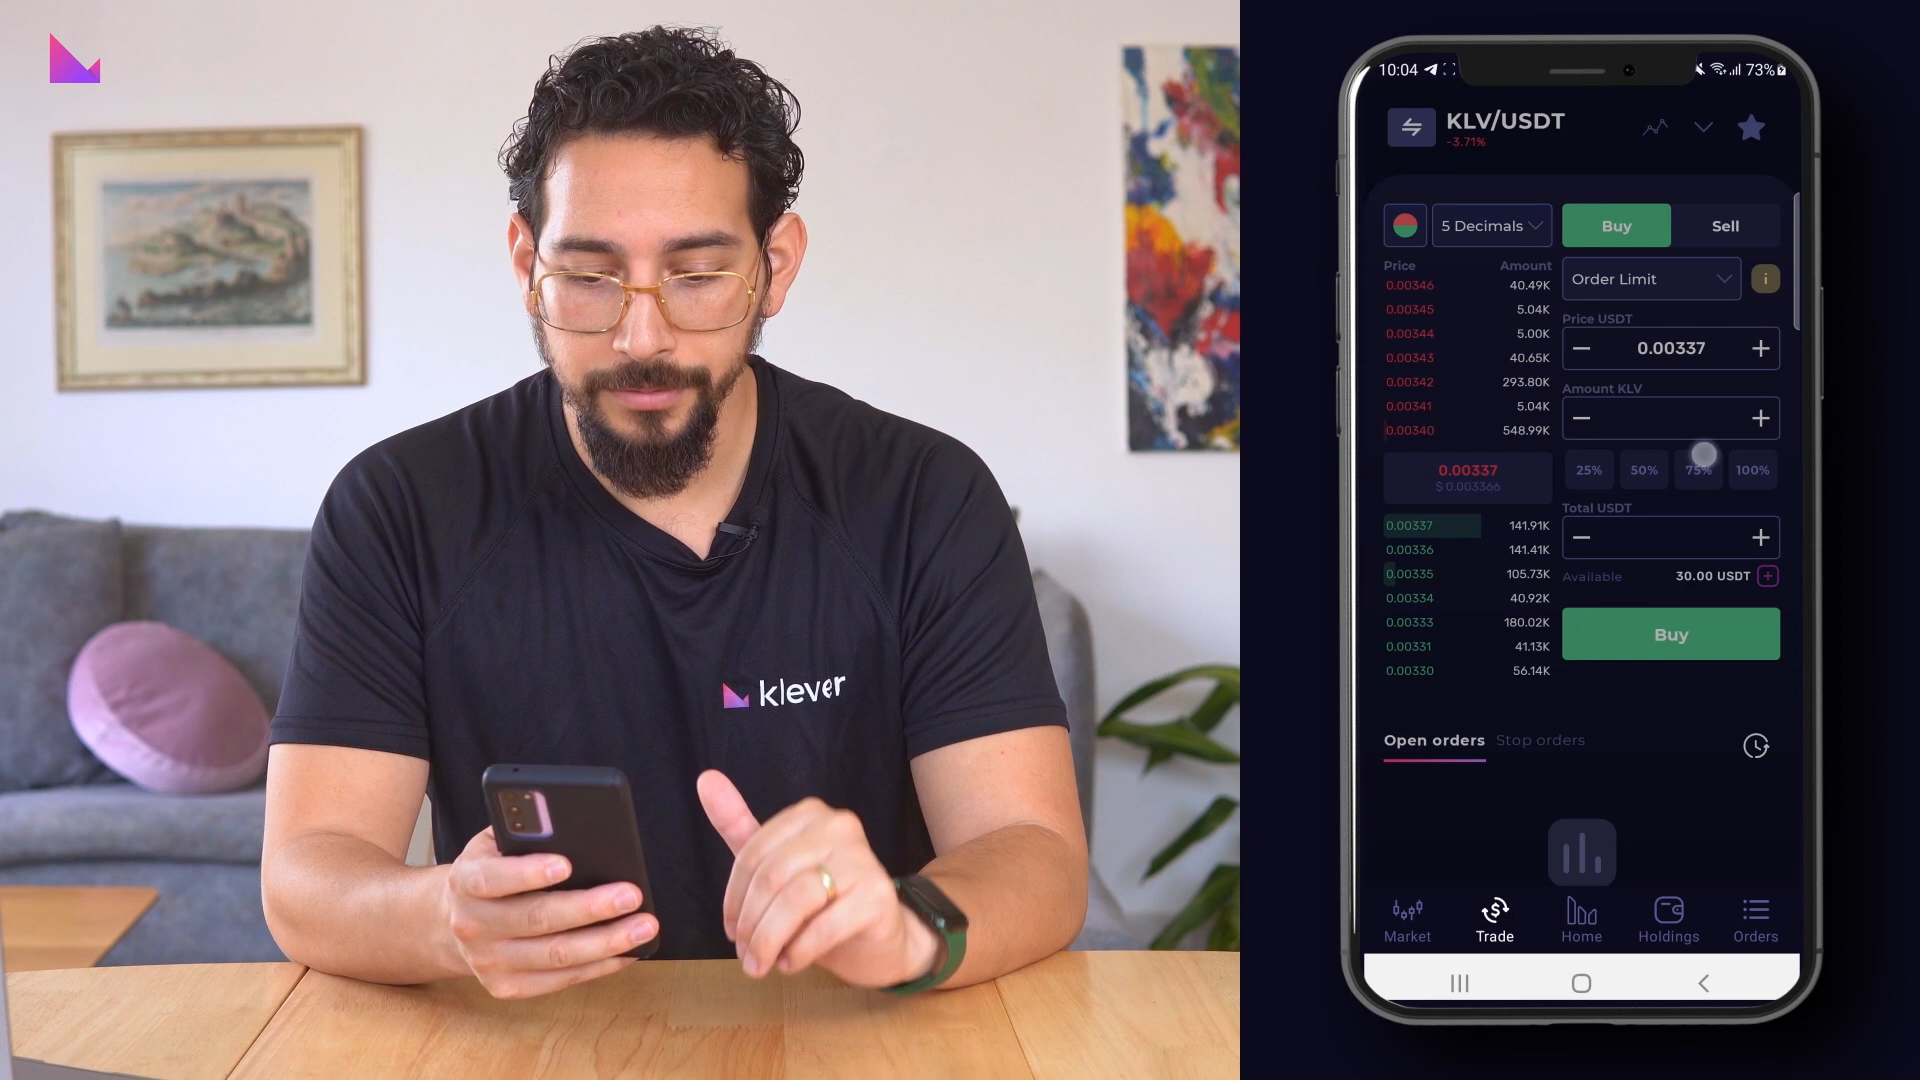 klever
10:04 73%
KLV/USDT
-3.71%
5 Decimals Buy Sell
Price Amount
0.00346 40.49K
0.00345 5.04K
0.00344 5.00K
0.00343 40.65K
0.00342 293.80K
0.00341 5.04K
0.00340 548.99K
0.00337
$ 0.003366
0.00337 141.91K
0.00336 141.41K
0.00335 105.73K
0.00334 40.92K
0.00333 180.02K
0.00331 41.13K
0.00330 56.14K
Order Limit i
Price USDT
− 0.00337 +
Amount KLV
− +
25% 50% 75% 100%
Total USDT
− +
Available 30.00 USDT +
Buy
Open orders Stop orders
Market Trade Home Holdings Orders